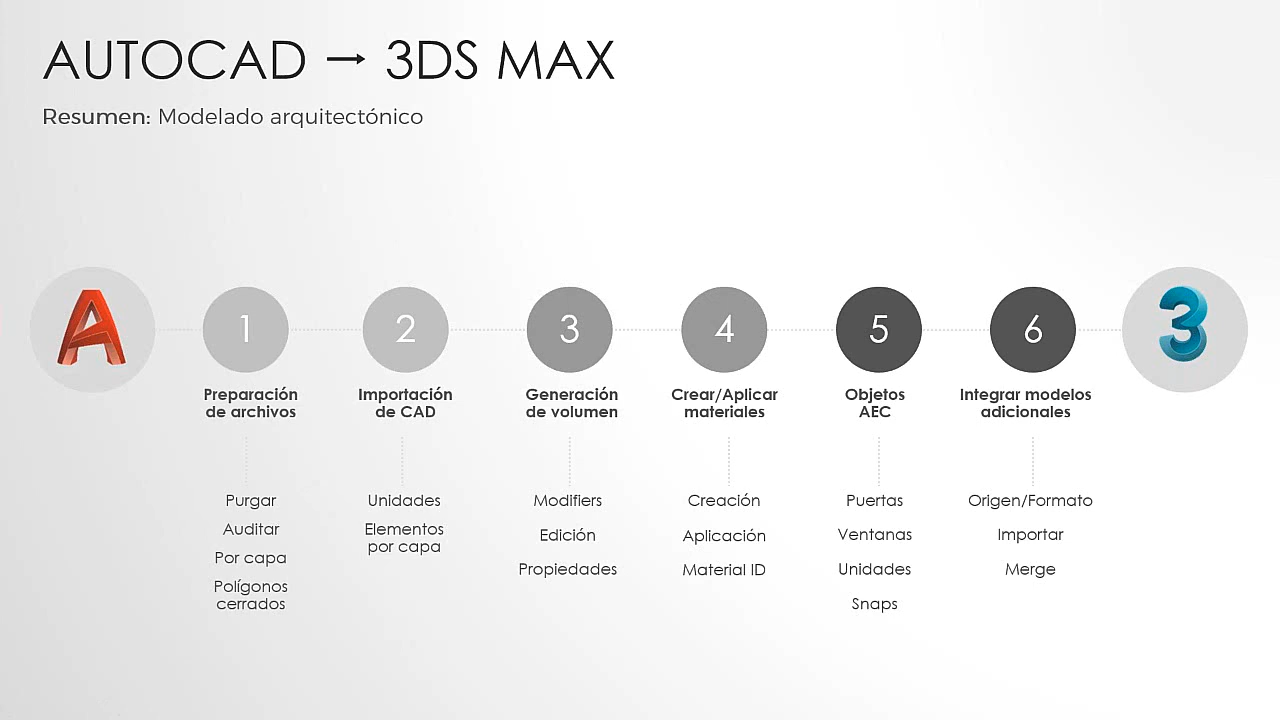 AUTOCAD → 3DS MAX
Resumen: Modelado arquitectónico
A
1
2
3
4
5
6
3
Preparación
de archivos
Importación
de CAD
Generación
de volumen
Crear/Aplicar
materiales
Objetos
AEC
Integrar modelos
adicionales
Purgar
Auditar
Por capa
Polígonos
cerrados
Unidades
Elementos
por capa
Modifiers
Edición
Propiedades
Creación
Aplicación
Material ID
Puertas
Ventanas
Unidades
Snaps
Origen/Formato
Importar
Merge